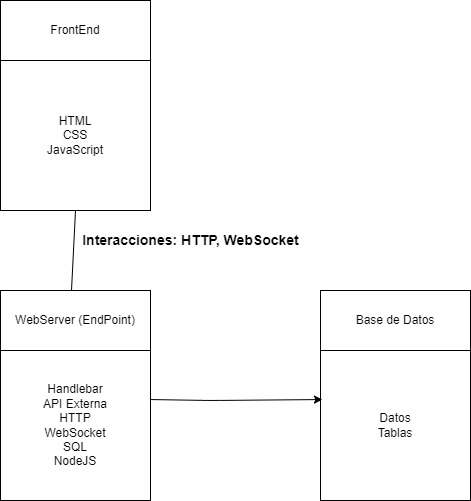 FrontEnd
HTML
CSS
JavaScript
Interacciones: HTTP, WebSocket
WebServer (EndPoint)
Handlebar
API Externa
HTTP
WebSocket
SQL
NodeJS
Base de Datos
Datos
Tablas